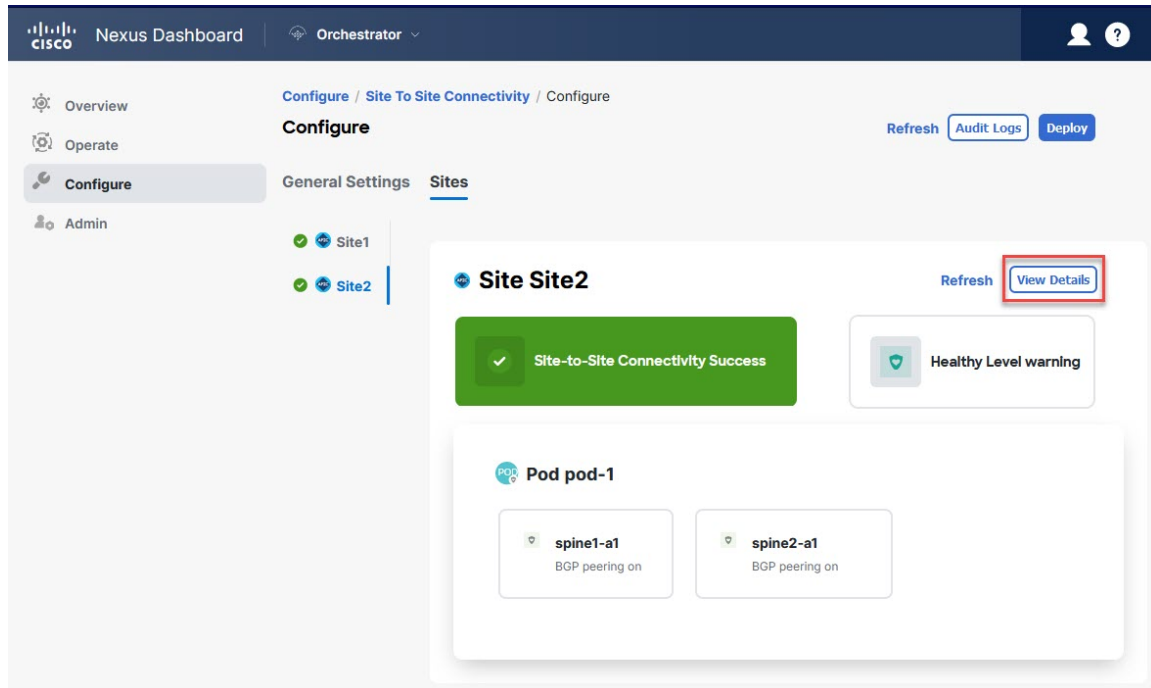 CISCO Nexus Dashboard Orchestrator ?
Overview
Operate
Configure
Admin
Configure / Site To Site Connectivity / Configure
Configure
Refresh Audit Logs Deploy
General Settings Sites
Site1
Site2
Site Site2
Refresh View Details
Site-to-Site Connectivity Success
Healthy Level warning
POD Pod pod-1
spine1-a1
BGP peering on
spine2-a1
BGP peering on